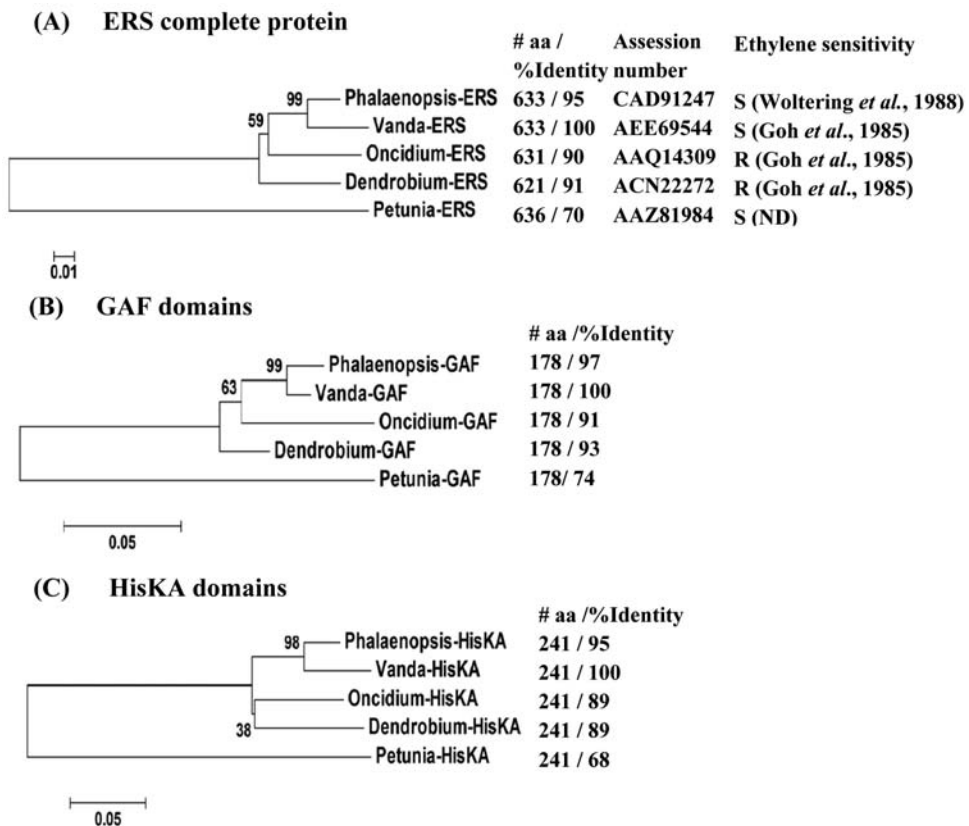 (A) ERS complete protein
# aa / Assession Ethylene sensitivity
%Identity number
99 Phalaenopsis-ERS 633 / 95 CAD91247 S (Woltering et al., 1988)
59 Vanda-ERS 633 / 100 AEE69544 S (Goh et al., 1985)
Oncidium-ERS 631 / 90 AAQ14309 R (Goh et al., 1985)
Dendrobium-ERS 621 / 91 ACN22272 R (Goh et al., 1985)
Petunia-ERS 636 / 70 AAZ81984 S (ND)
0.01
(B) GAF domains
# aa /%Identity
99 Phalaenopsis-GAF 178 / 97
63 Vanda-GAF 178 / 100
Oncidium-GAF 178 / 91
Dendrobium-GAF 178 / 93
Petunia-GAF 178/ 74
0.05
(C) HisKA domains
# aa /%Identity
98 Phalaenopsis-HisKA 241 / 95
Vanda-HisKA 241 / 100
Oncidium-HisKA 241 / 89
38 Dendrobium-HisKA 241 / 89
Petunia-HisKA 241 / 68
0.05